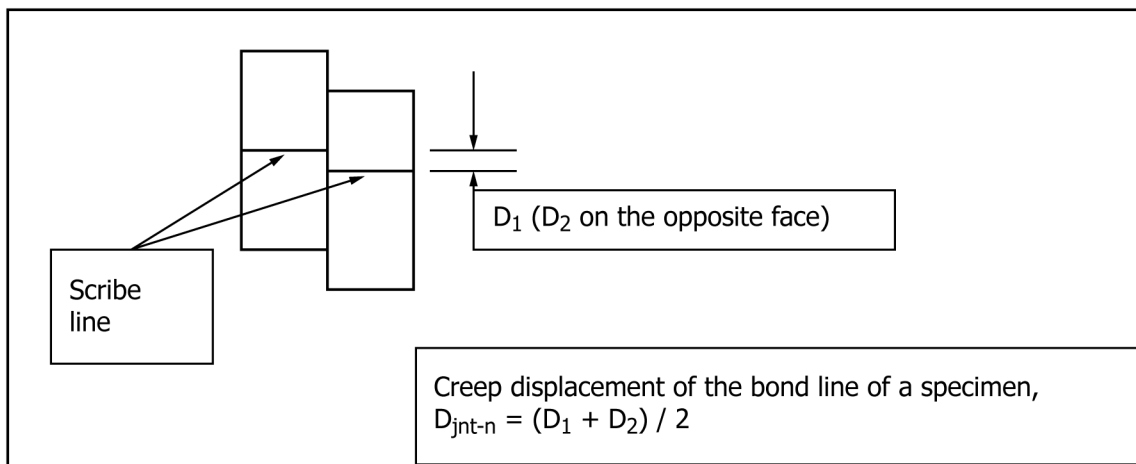 D₁ (D₂ on the opposite face)
Scribe
line
Creep displacement of the bond line of a specimen,
Djnt-n = (D₁ + D₂) / 2